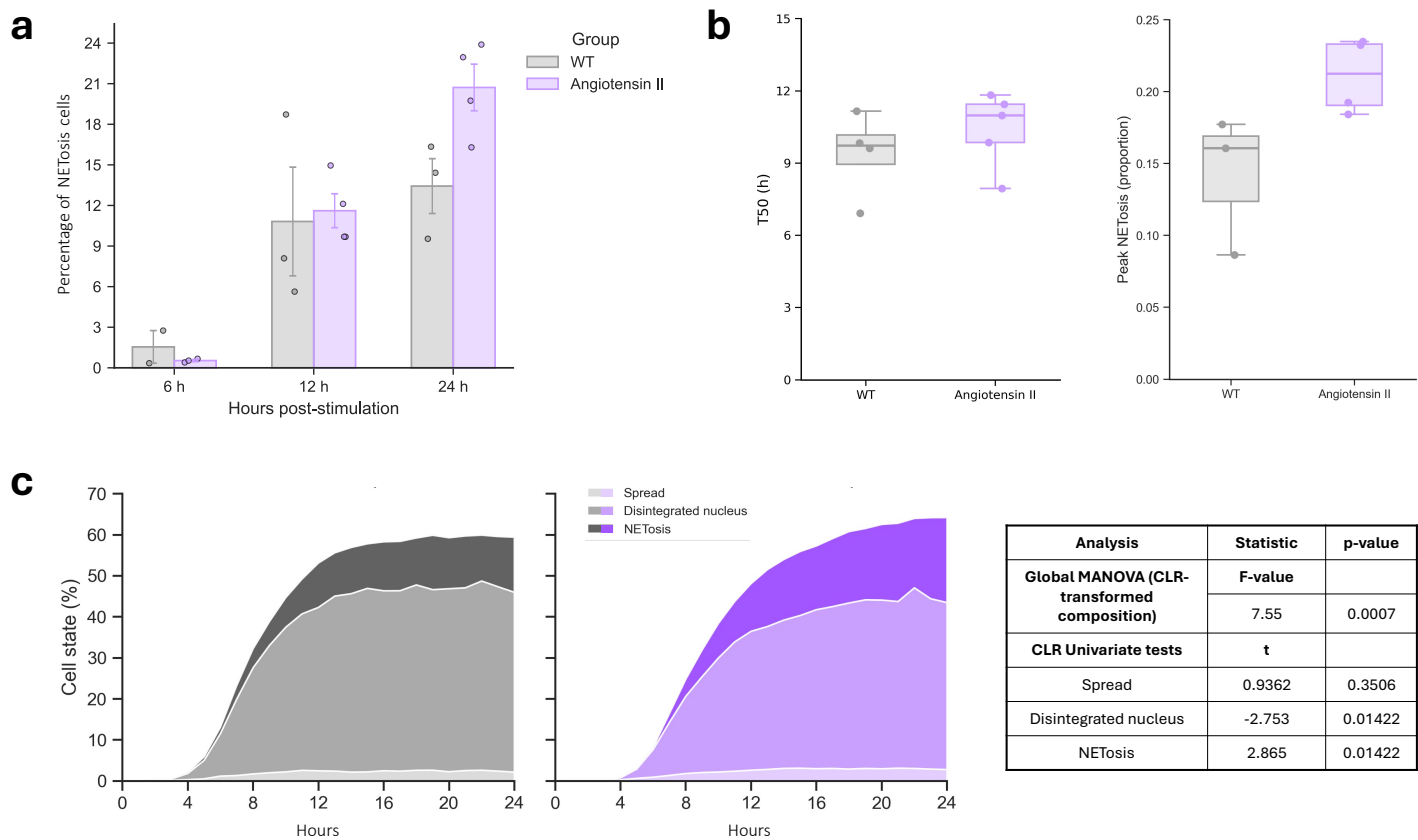 a
24
21
18
15
12
9
6
3
0
Percentage of NETosis cells
6 h
12 h
24 h
Hours post-stimulation
Group
WT
Angiotensin II
b
15
12
9
6
3
0
T50 (h)
WT
Angiotensin II
0.25
0.20
0.15
0.10
0.05
0.00
Peak NETosis (proportion)
WT
Angiotensin II
c
70
60
50
40
30
20
10
0
Cell state (%)
0 4 8 12 16 20 24
Hours
Spread
Disintegrated nucleus
NETosis
0 4 8 12 16 20 24
Hours
Analysis Statistic p-value
Global MANOVA (CLR- F-value
transformed
composition) 7.55 0.0007
CLR Univariate tests t
Spread 0.9362 0.3506
Disintegrated nucleus -2.753 0.01422
NETosis 2.865 0.01422